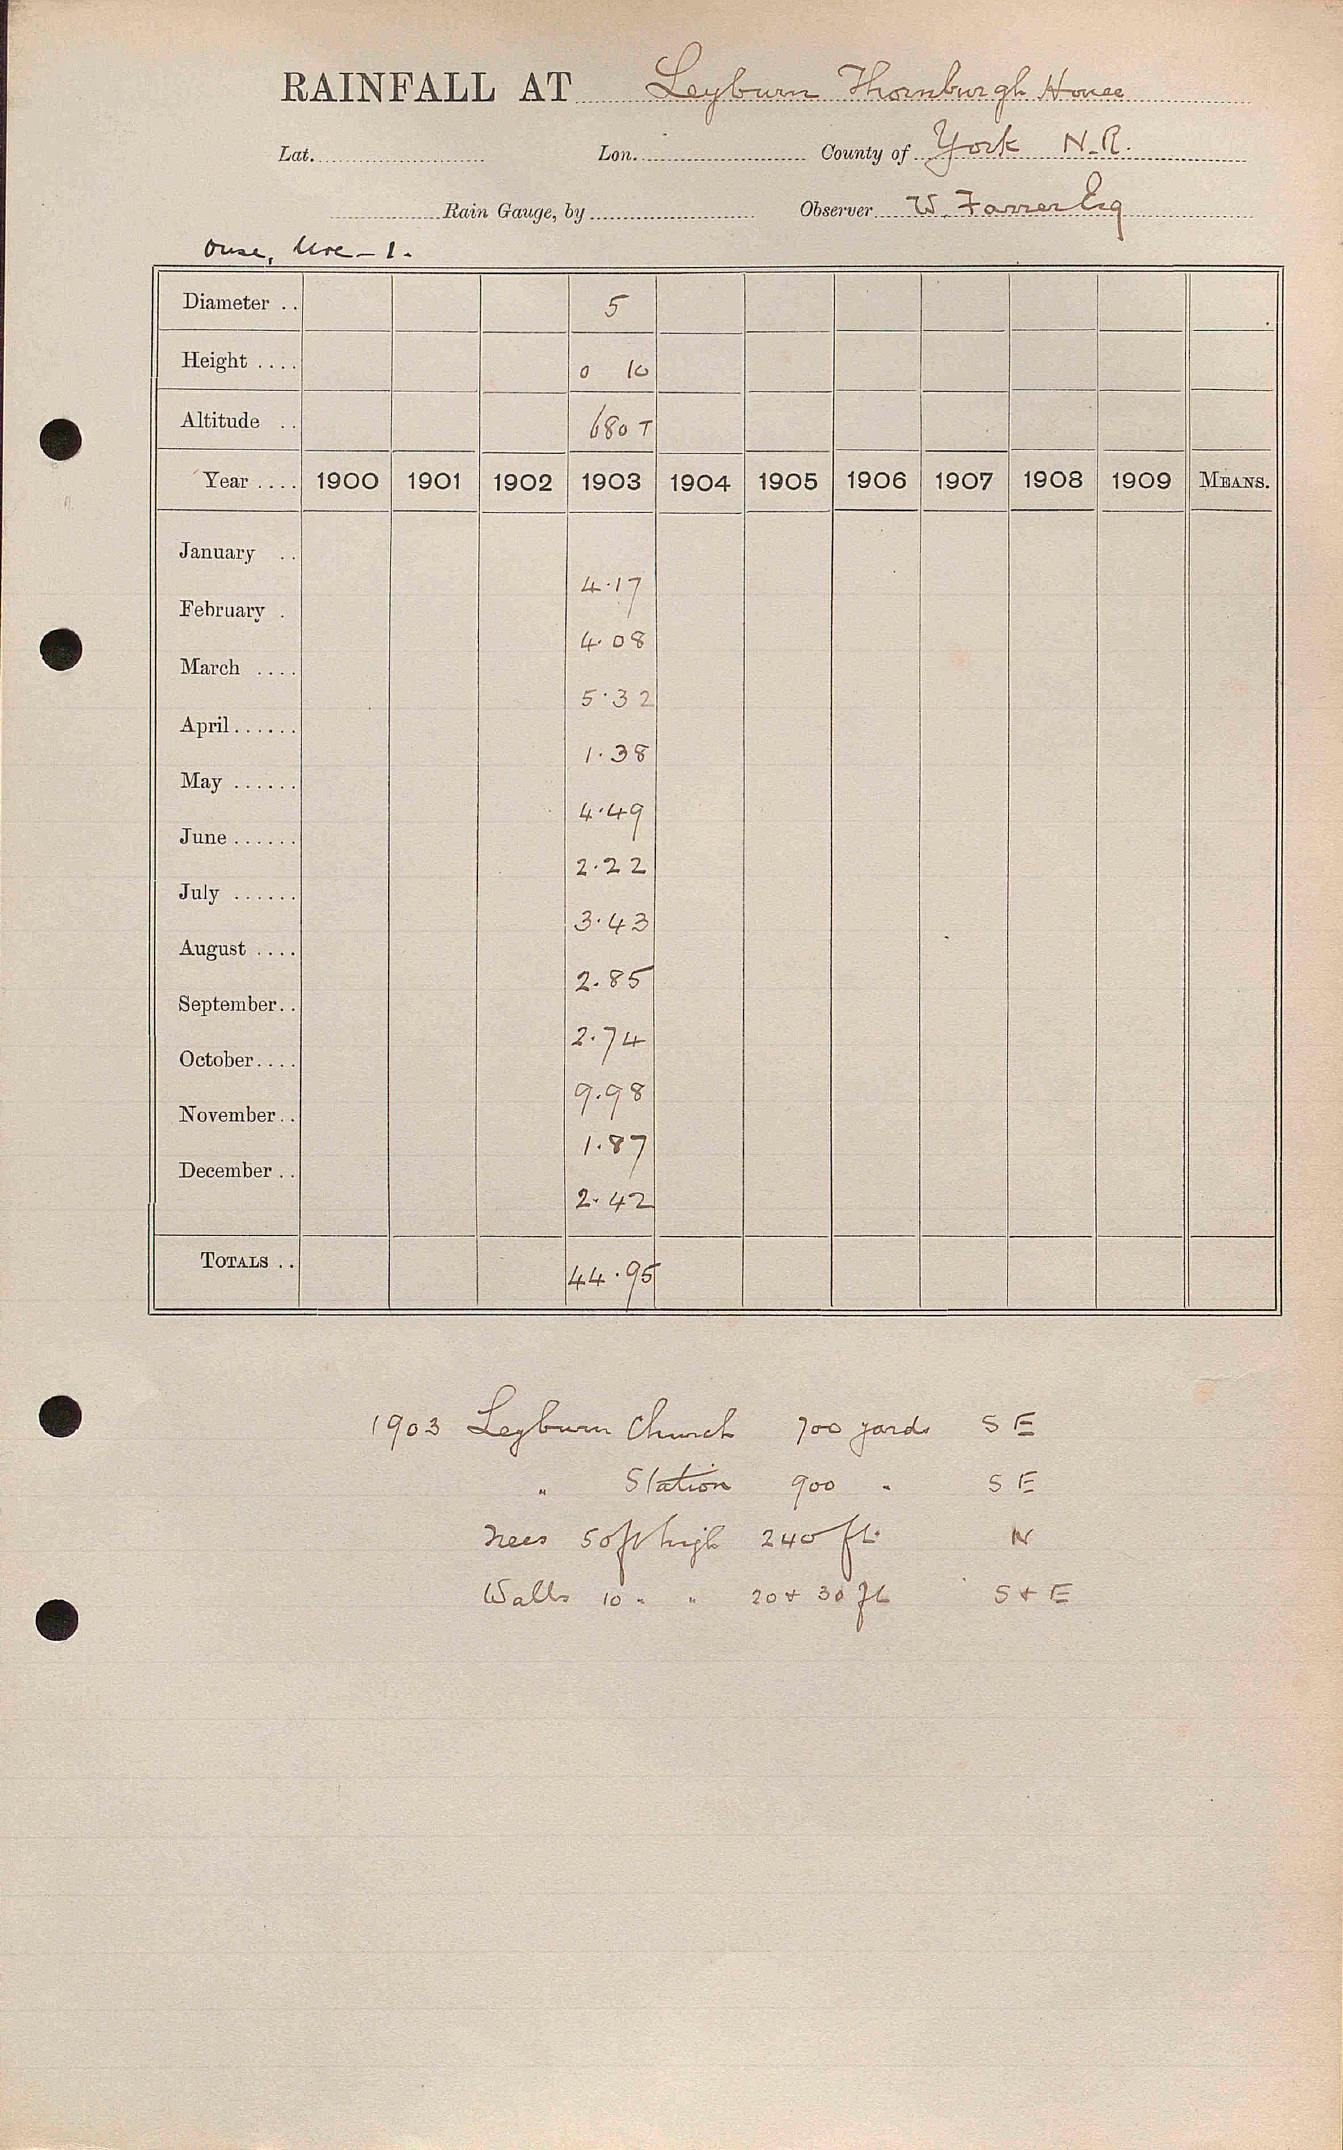 RAINFALL AT Leyburn Thornburgh House
Lat. Lon. County of York N.R.
Rain Gauge, by Observer W. Farrer Esq
Ouse, Ure – 1.
Diameter .. 5
Height .... 0 10
Altitude .. 680 T
Year .... 1900 1901 1902 1903 1904 1905 1906 1907 1908 1909 MEANS.
January .. 4.17
February . 4.08
March .... 5.32
April...... 1.38
May ...... 4.49
June ...... 2.22
July ...... 3.43
August .... 2.85
September.. 2.74
October.... 9.98
November.. 1.87
December .. 2.42
TOTALS .. 44.95
1903 Leyburn Church 700 yards S E
" Station 900 " S E
Trees 50 ft high 240 ft. N
Walls 10 " " 20 + 30 ft S + E